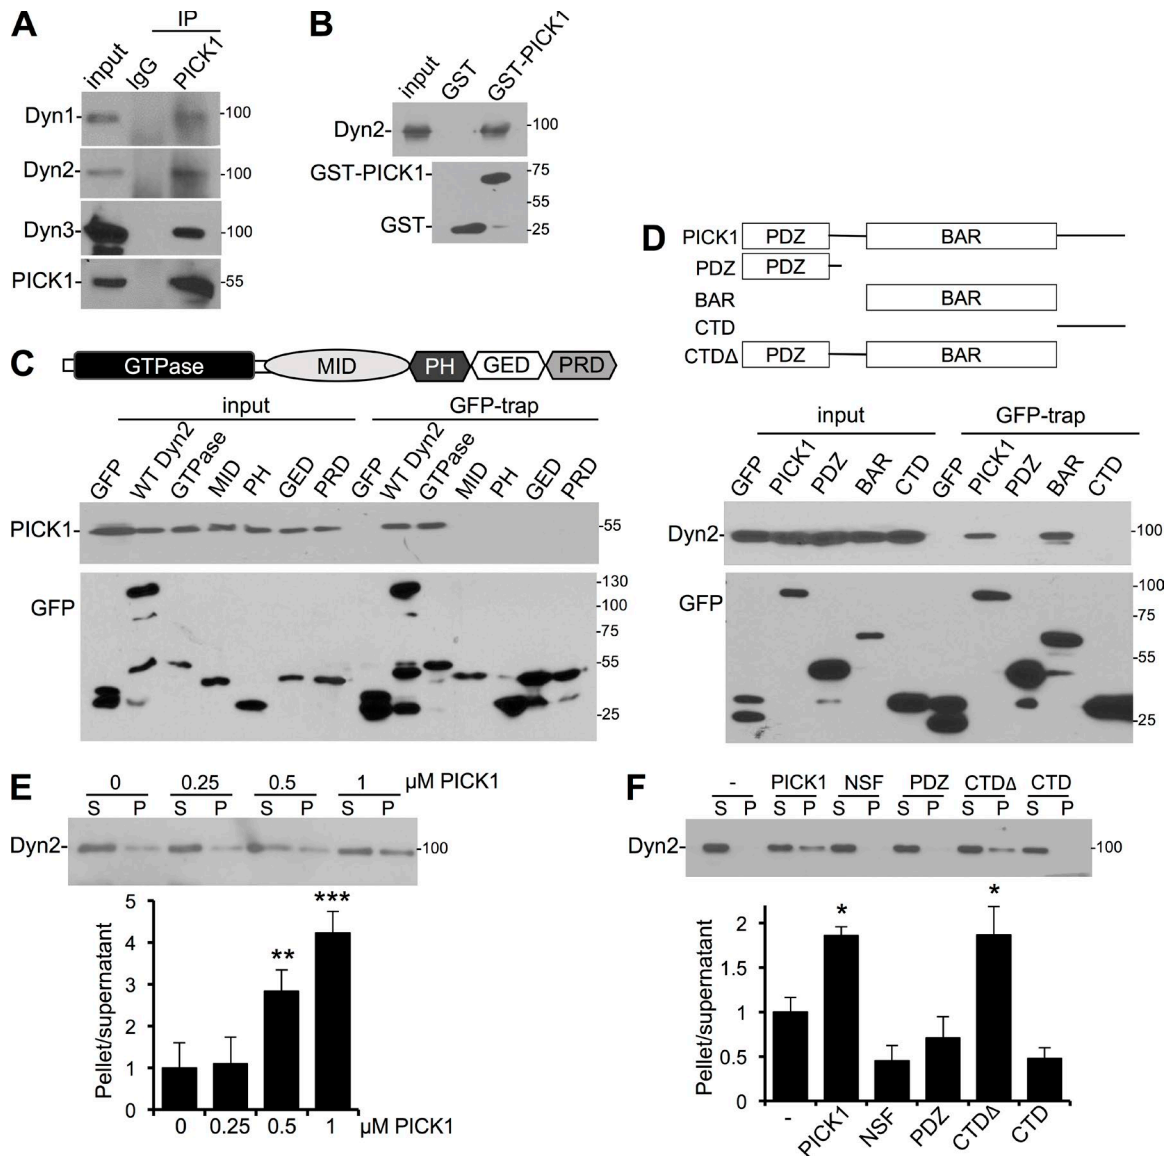 A
IP
input
IgG
PICK1
Dyn1-
-100
Dyn2-
-100
Dyn3-
-100
PICK1-
-55
B
input
GST
GST-PICK1
Dyn2-
-100
GST-PICK1-
-75
-55
GST-
-25
C
GTPase MID PH GED PRD
input GFP-trap
GFP WT Dyn2 GTPase MID PH GED PRD GFP WT Dyn2 GTPase MID PH GED PRD
PICK1-
-55
GFP
-130
-100
-75
-55
-25
D
PICK1 PDZ BAR
PDZ PDZ
BAR BAR
CTD
CTDΔ PDZ BAR
input GFP-trap
GFP PICK1 PDZ BAR CTD GFP PICK1 PDZ BAR CTD
Dyn2-
-100
GFP
-100
-75
-55
-25
E
0 0.25 0.5 1 μM PICK1
S P S P S P S P
Dyn2-
-100
Pellet/supernatant
5
4
3
2
1
0
**
***
0 0.25 0.5 1 μM PICK1
F
- PICK1 NSF PDZ CTDΔ CTD
S P S P S P S P S P S P
Dyn2-
-100
Pellet/supernatant
2
1.5
1
0.5
0
*
*
- PICK1 NSF PDZ CTDΔ CTD